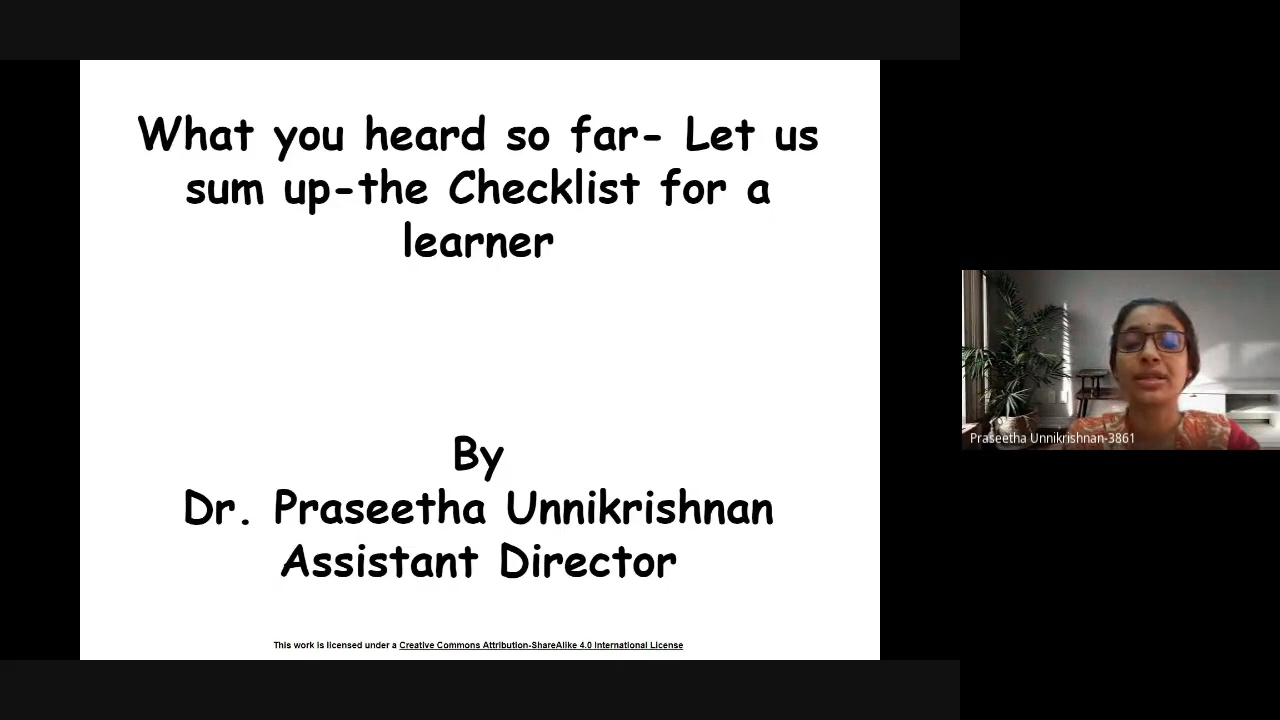 What you heard so far- Let us
sum up-the Checklist for a
learner
By
Dr. Praseetha Unnikrishnan
Assistant Director
This work is licensed under a Creative Commons Attribution-ShareAlike 4.0 International License
Praseetha Unnikrishnan-3861